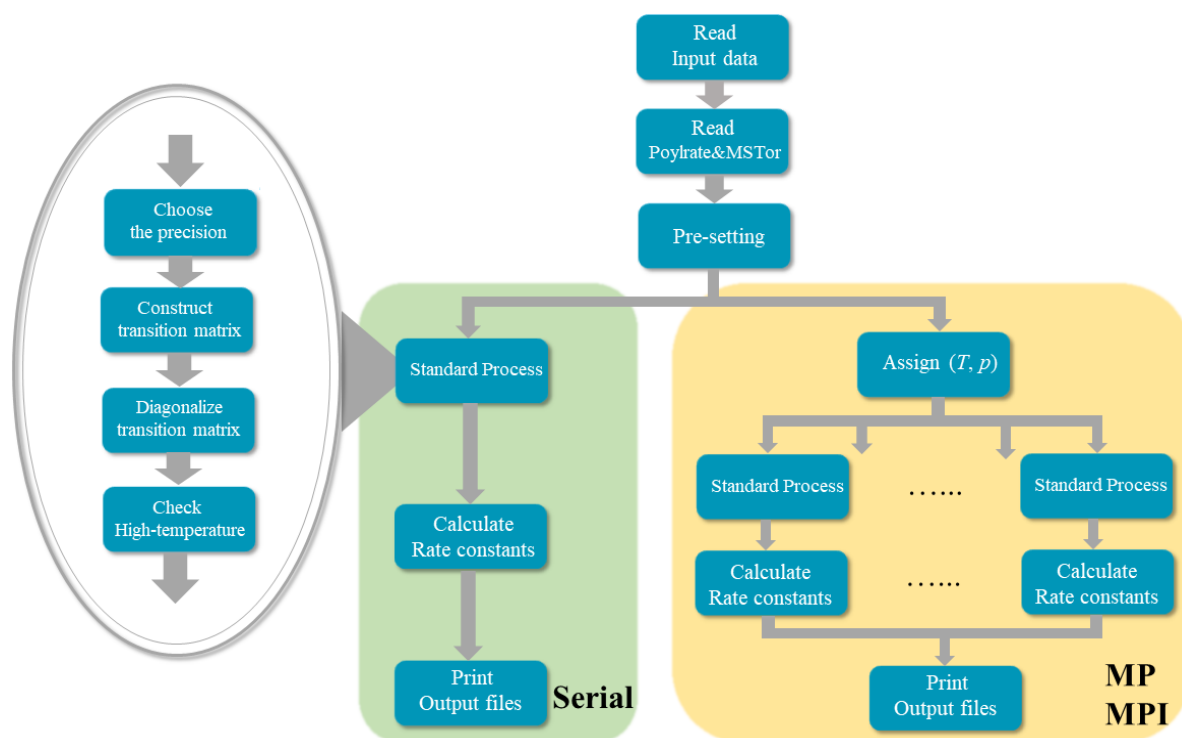 Read
Input data
Read
Poylrate&MSTor
Pre-setting
Choose
the precision
Construct
transition matrix
Diagonalize
transition matrix
Check
High-temperature
Standard Process
Calculate
Rate constants
Print
Output files
Serial
Assign (T, p)
Standard Process
…...
Standard Process
Calculate
Rate constants
…...
Calculate
Rate constants
Print
Output files
MP
MPI